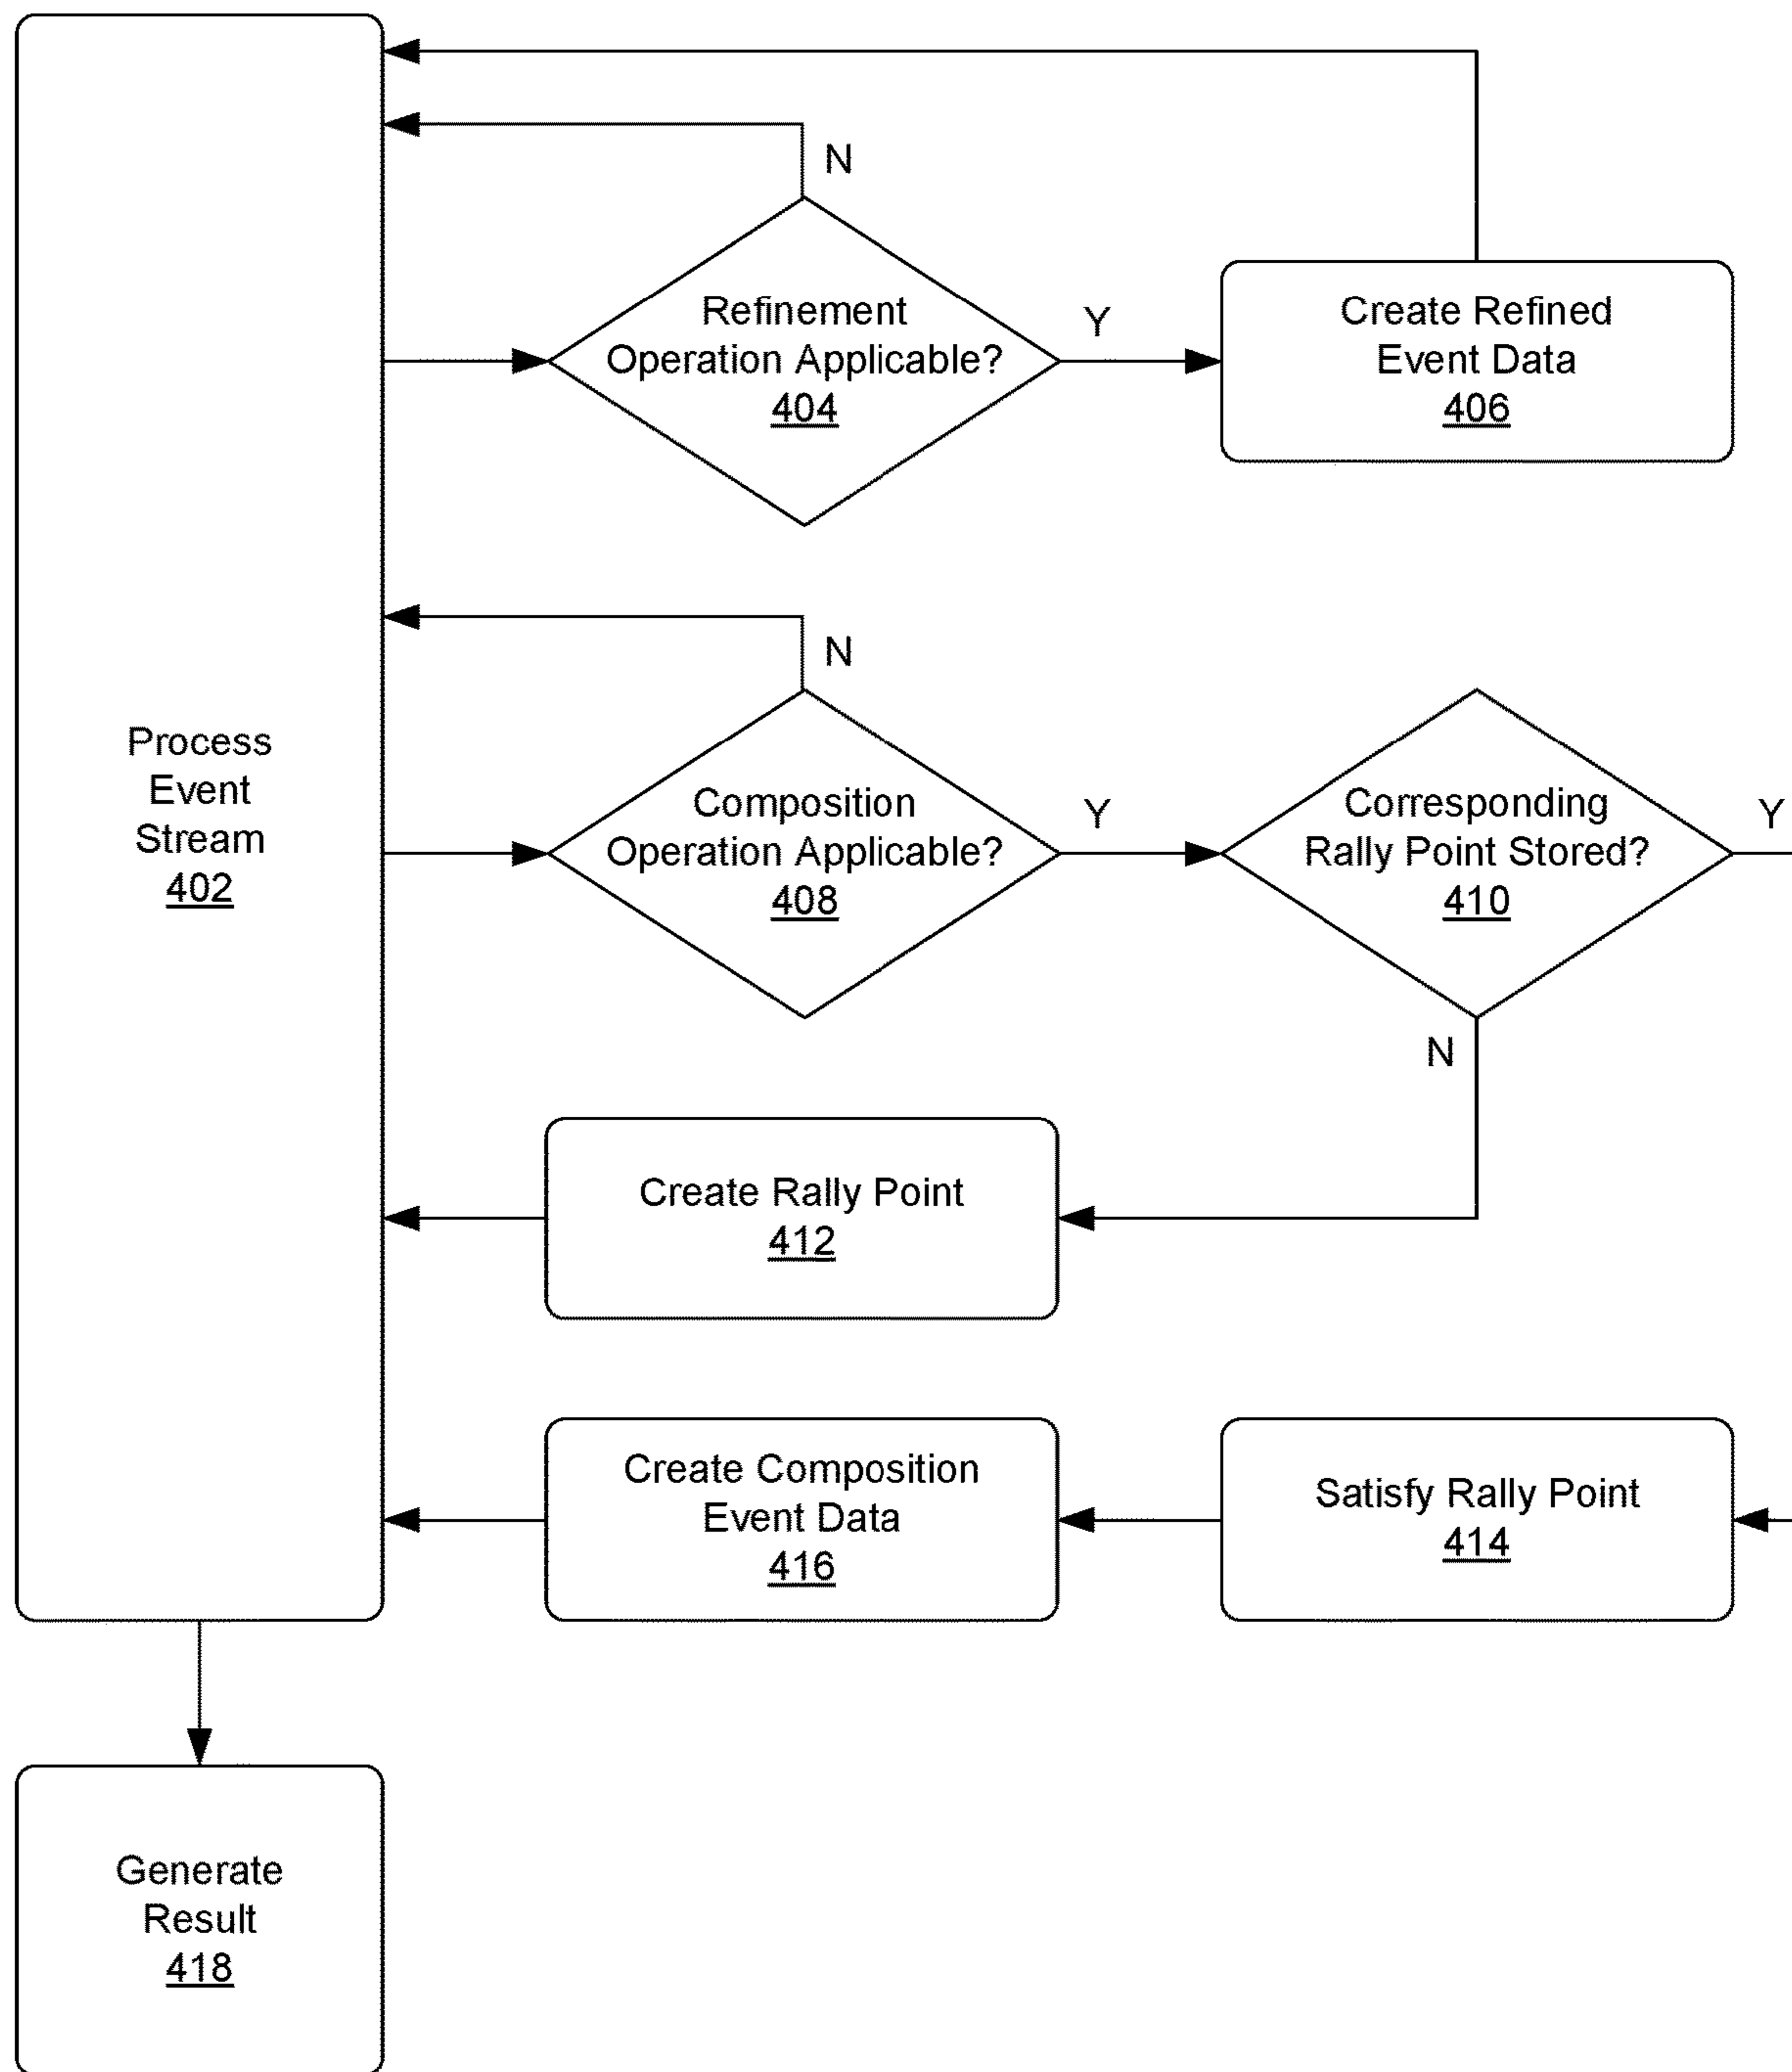 N
Refinement
Operation Applicable?
404
Y
Create Refined
Event Data
406
Process
Event
Stream
402
N
Composition
Operation Applicable?
408
Y
Corresponding
Rally Point Stored?
410
Y
N
Create Rally Point
412
Create Composition
Event Data
416
Satisfy Rally Point
414
Generate
Result
418